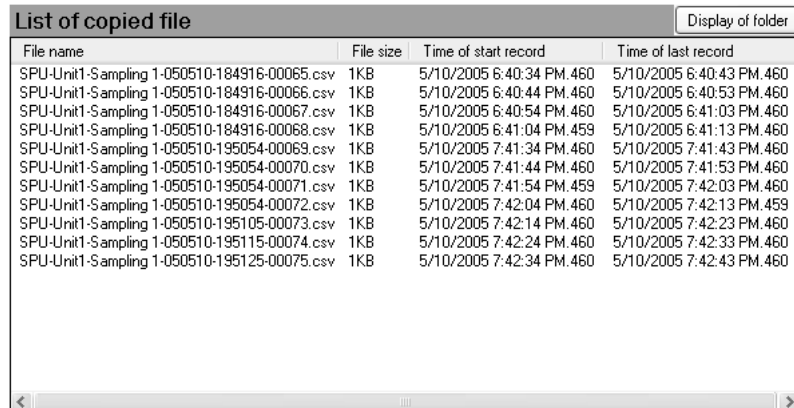 List of copied file Display of folder
File name File size Time of start record Time of last record
SPU-Unit1-Sampling 1-050510-184916-00065.csv 1KB 5/10/2005 6:40:34 PM.460 5/10/2005 6:40:43 PM.460
SPU-Unit1-Sampling 1-050510-184916-00066.csv 1KB 5/10/2005 6:40:44 PM.460 5/10/2005 6:40:53 PM.460
SPU-Unit1-Sampling 1-050510-184916-00067.csv 1KB 5/10/2005 6:40:54 PM.460 5/10/2005 6:41:03 PM.460
SPU-Unit1-Sampling 1-050510-184916-00068.csv 1KB 5/10/2005 6:41:04 PM.459 5/10/2005 6:41:13 PM.460
SPU-Unit1-Sampling 1-050510-195054-00069.csv 1KB 5/10/2005 7:41:34 PM.460 5/10/2005 7:41:43 PM.460
SPU-Unit1-Sampling 1-050510-195054-00070.csv 1KB 5/10/2005 7:41:44 PM.460 5/10/2005 7:41:53 PM.460
SPU-Unit1-Sampling 1-050510-195054-00071.csv 1KB 5/10/2005 7:41:54 PM.459 5/10/2005 7:42:03 PM.460
SPU-Unit1-Sampling 1-050510-195054-00072.csv 1KB 5/10/2005 7:42:04 PM.460 5/10/2005 7:42:13 PM.459
SPU-Unit1-Sampling 1-050510-195105-00073.csv 1KB 5/10/2005 7:42:14 PM.460 5/10/2005 7:42:23 PM.460
SPU-Unit1-Sampling 1-050510-195115-00074.csv 1KB 5/10/2005 7:42:24 PM.460 5/10/2005 7:42:33 PM.460
SPU-Unit1-Sampling 1-050510-195125-00075.csv 1KB 5/10/2005 7:42:34 PM.460 5/10/2005 7:42:43 PM.460